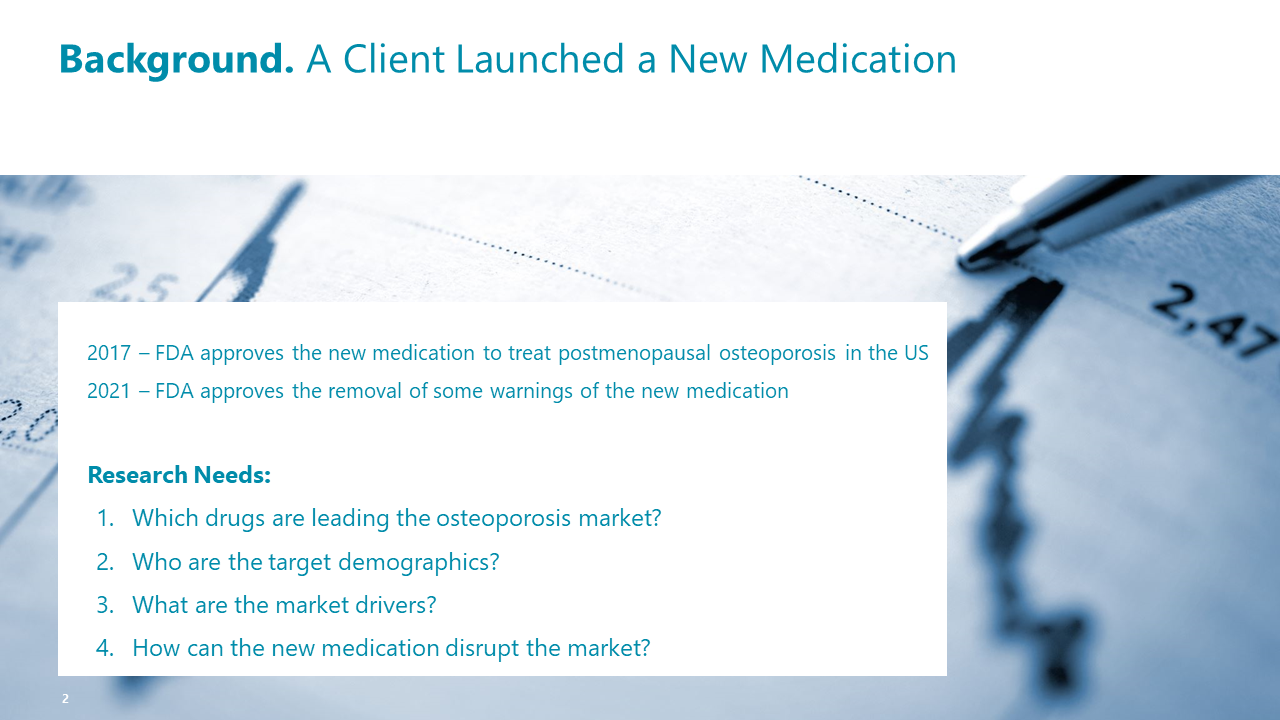 Background. A Client Launched a New Medication
2,5
2,47
2,0
2017 – FDA approves the new medication to treat postmenopausal osteoporosis in the US
2021 – FDA approves the removal of some warnings of the new medication
Research Needs:
1. Which drugs are leading the osteoporosis market?
2. Who are the target demographics?
3. What are the market drivers?
4. How can the new medication disrupt the market?
2